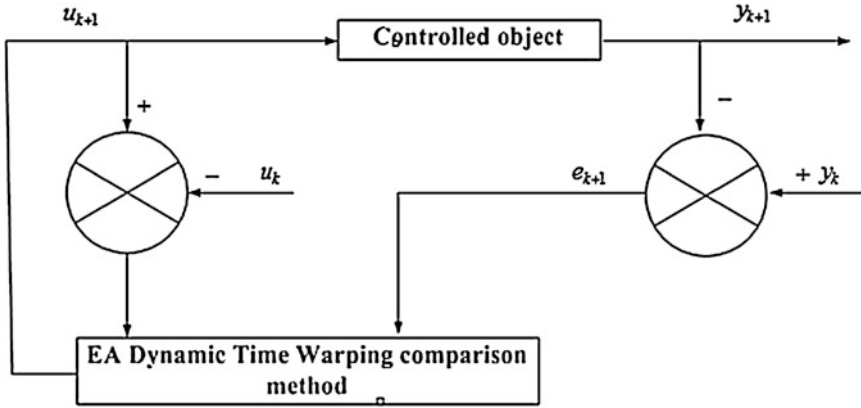 u_{k+1}
Controlled object
y_{k+1}
+
−
− u_k
e_{k+1}
+ y_k
EA Dynamic Time Warping comparison
method